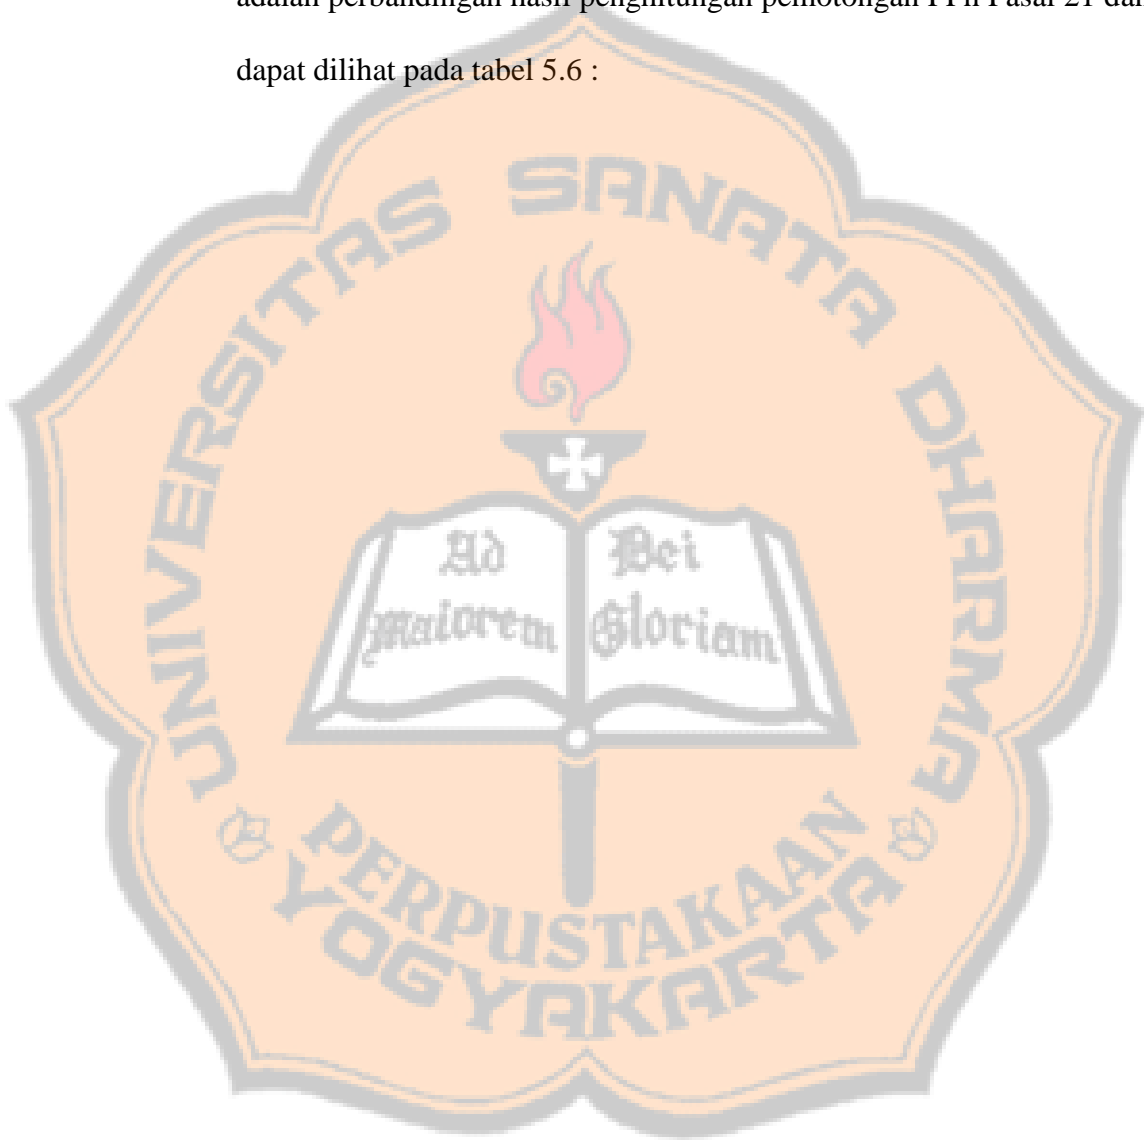 adalah perbandingan hasil penghitungan pemotongan PPh Pasal 21 dan
dapat dilihat pada tabel 5.6 :
UNIVERSITAS SANATA DHARMA
Ad Dei
Maiorem Gloriam
PERPUSTAKAAN
YOGYAKARTA